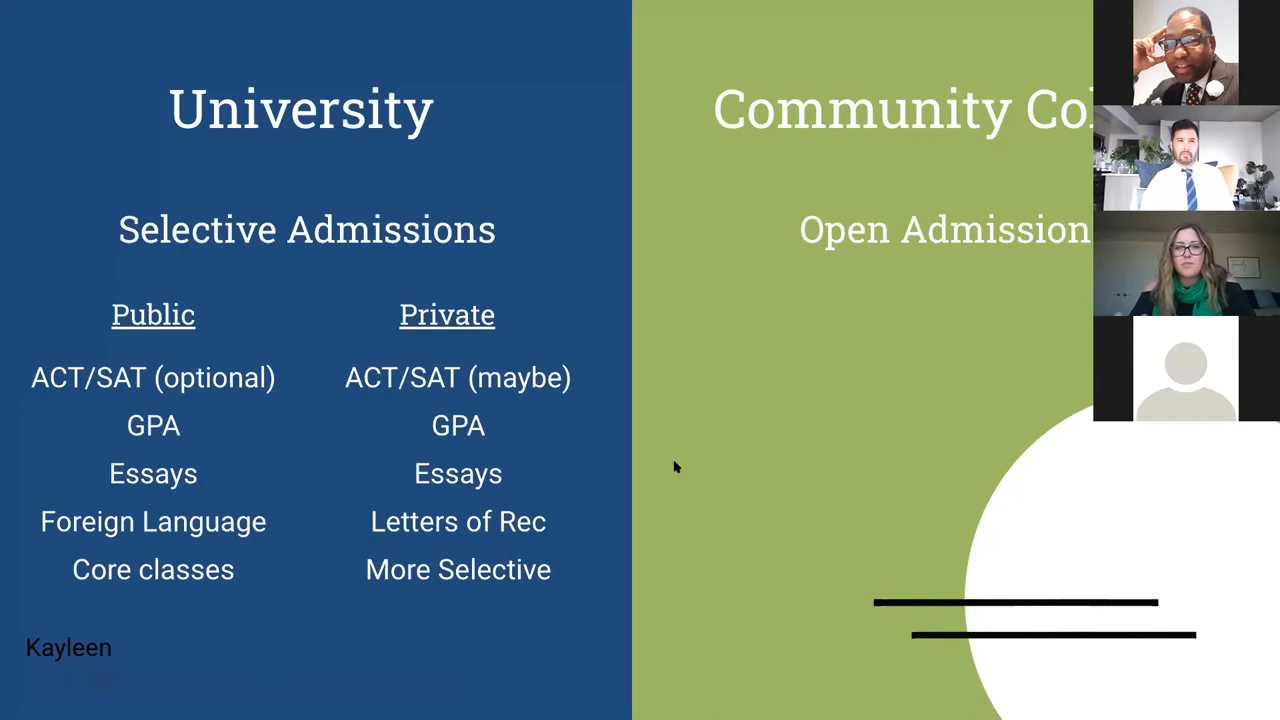 University
Selective Admissions
Public
Private
ACT/SAT (optional)
ACT/SAT (maybe)
GPA
GPA
Essays
Essays
Foreign Language
Letters of Rec
Core classes
More Selective
Kayleen
Community
Open Admission